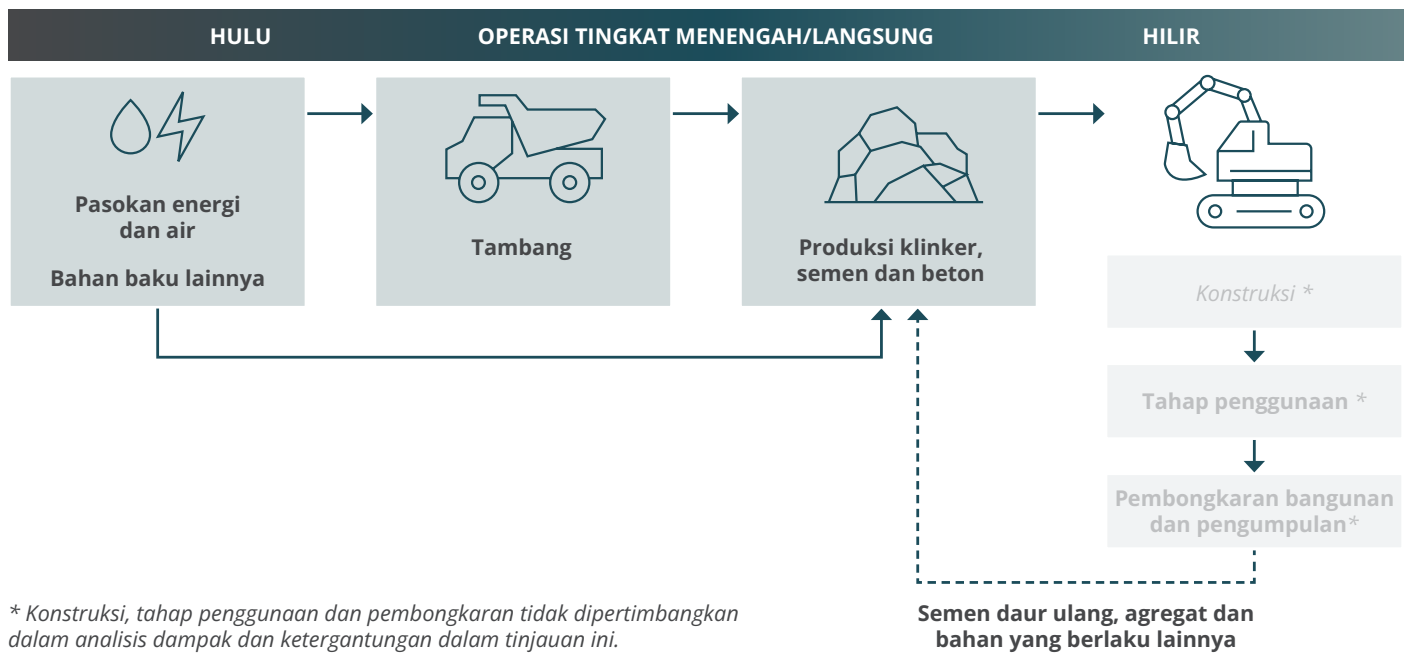 HULU
OPERASI TINGKAT MENENGAH/LANGSUNG
HILIR
Pasokan energi
dan air
Bahan baku lainnya
Tambang
Produksi klinker,
semen dan beton
Konstruksi *
Tahap penggunaan *
Pembongkaran bangunan
dan pengumpulan*
Semen daur ulang, agregat dan
bahan yang berlaku lainnya
* Konstruksi, tahap penggunaan dan pembongkaran tidak dipertimbangkan
dalam analisis dampak dan ketergantungan dalam tinjauan ini.